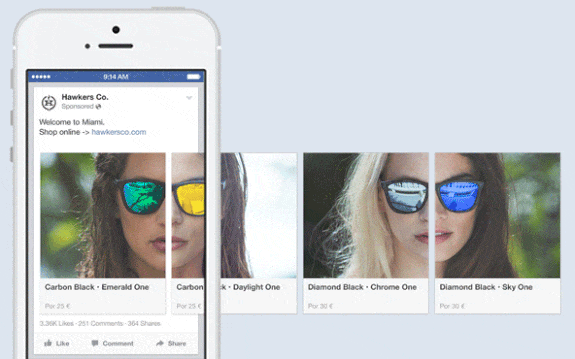 9:14 AM
Hawkers Co.
Sponsored
Welcome to Miami.
Shop online -> hawkersco.com
Carbon Black • Emerald One
Por 25 €
Carbon Black • Daylight One
Por 25 €
Diamond Black • Chrome One
Por 30 €
Diamond Black • Sky One
Por 30 €
3.36K Likes · 251 Comments · 364 Shares
Like
Comment
Share